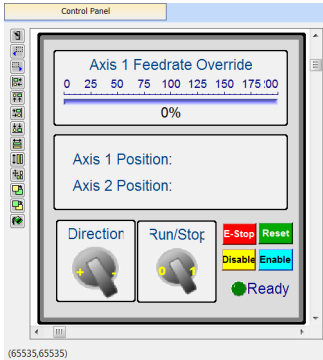 Control Panel
Axis 1 Feedrate Override
0 25 50 75 100 125 150 175 :00
0%
Axis 1 Position:
Axis 2 Position:
Direction Run/Stop E-Stop Reset
+ - 0 1 Disable Enable
Ready
(65535,65535)